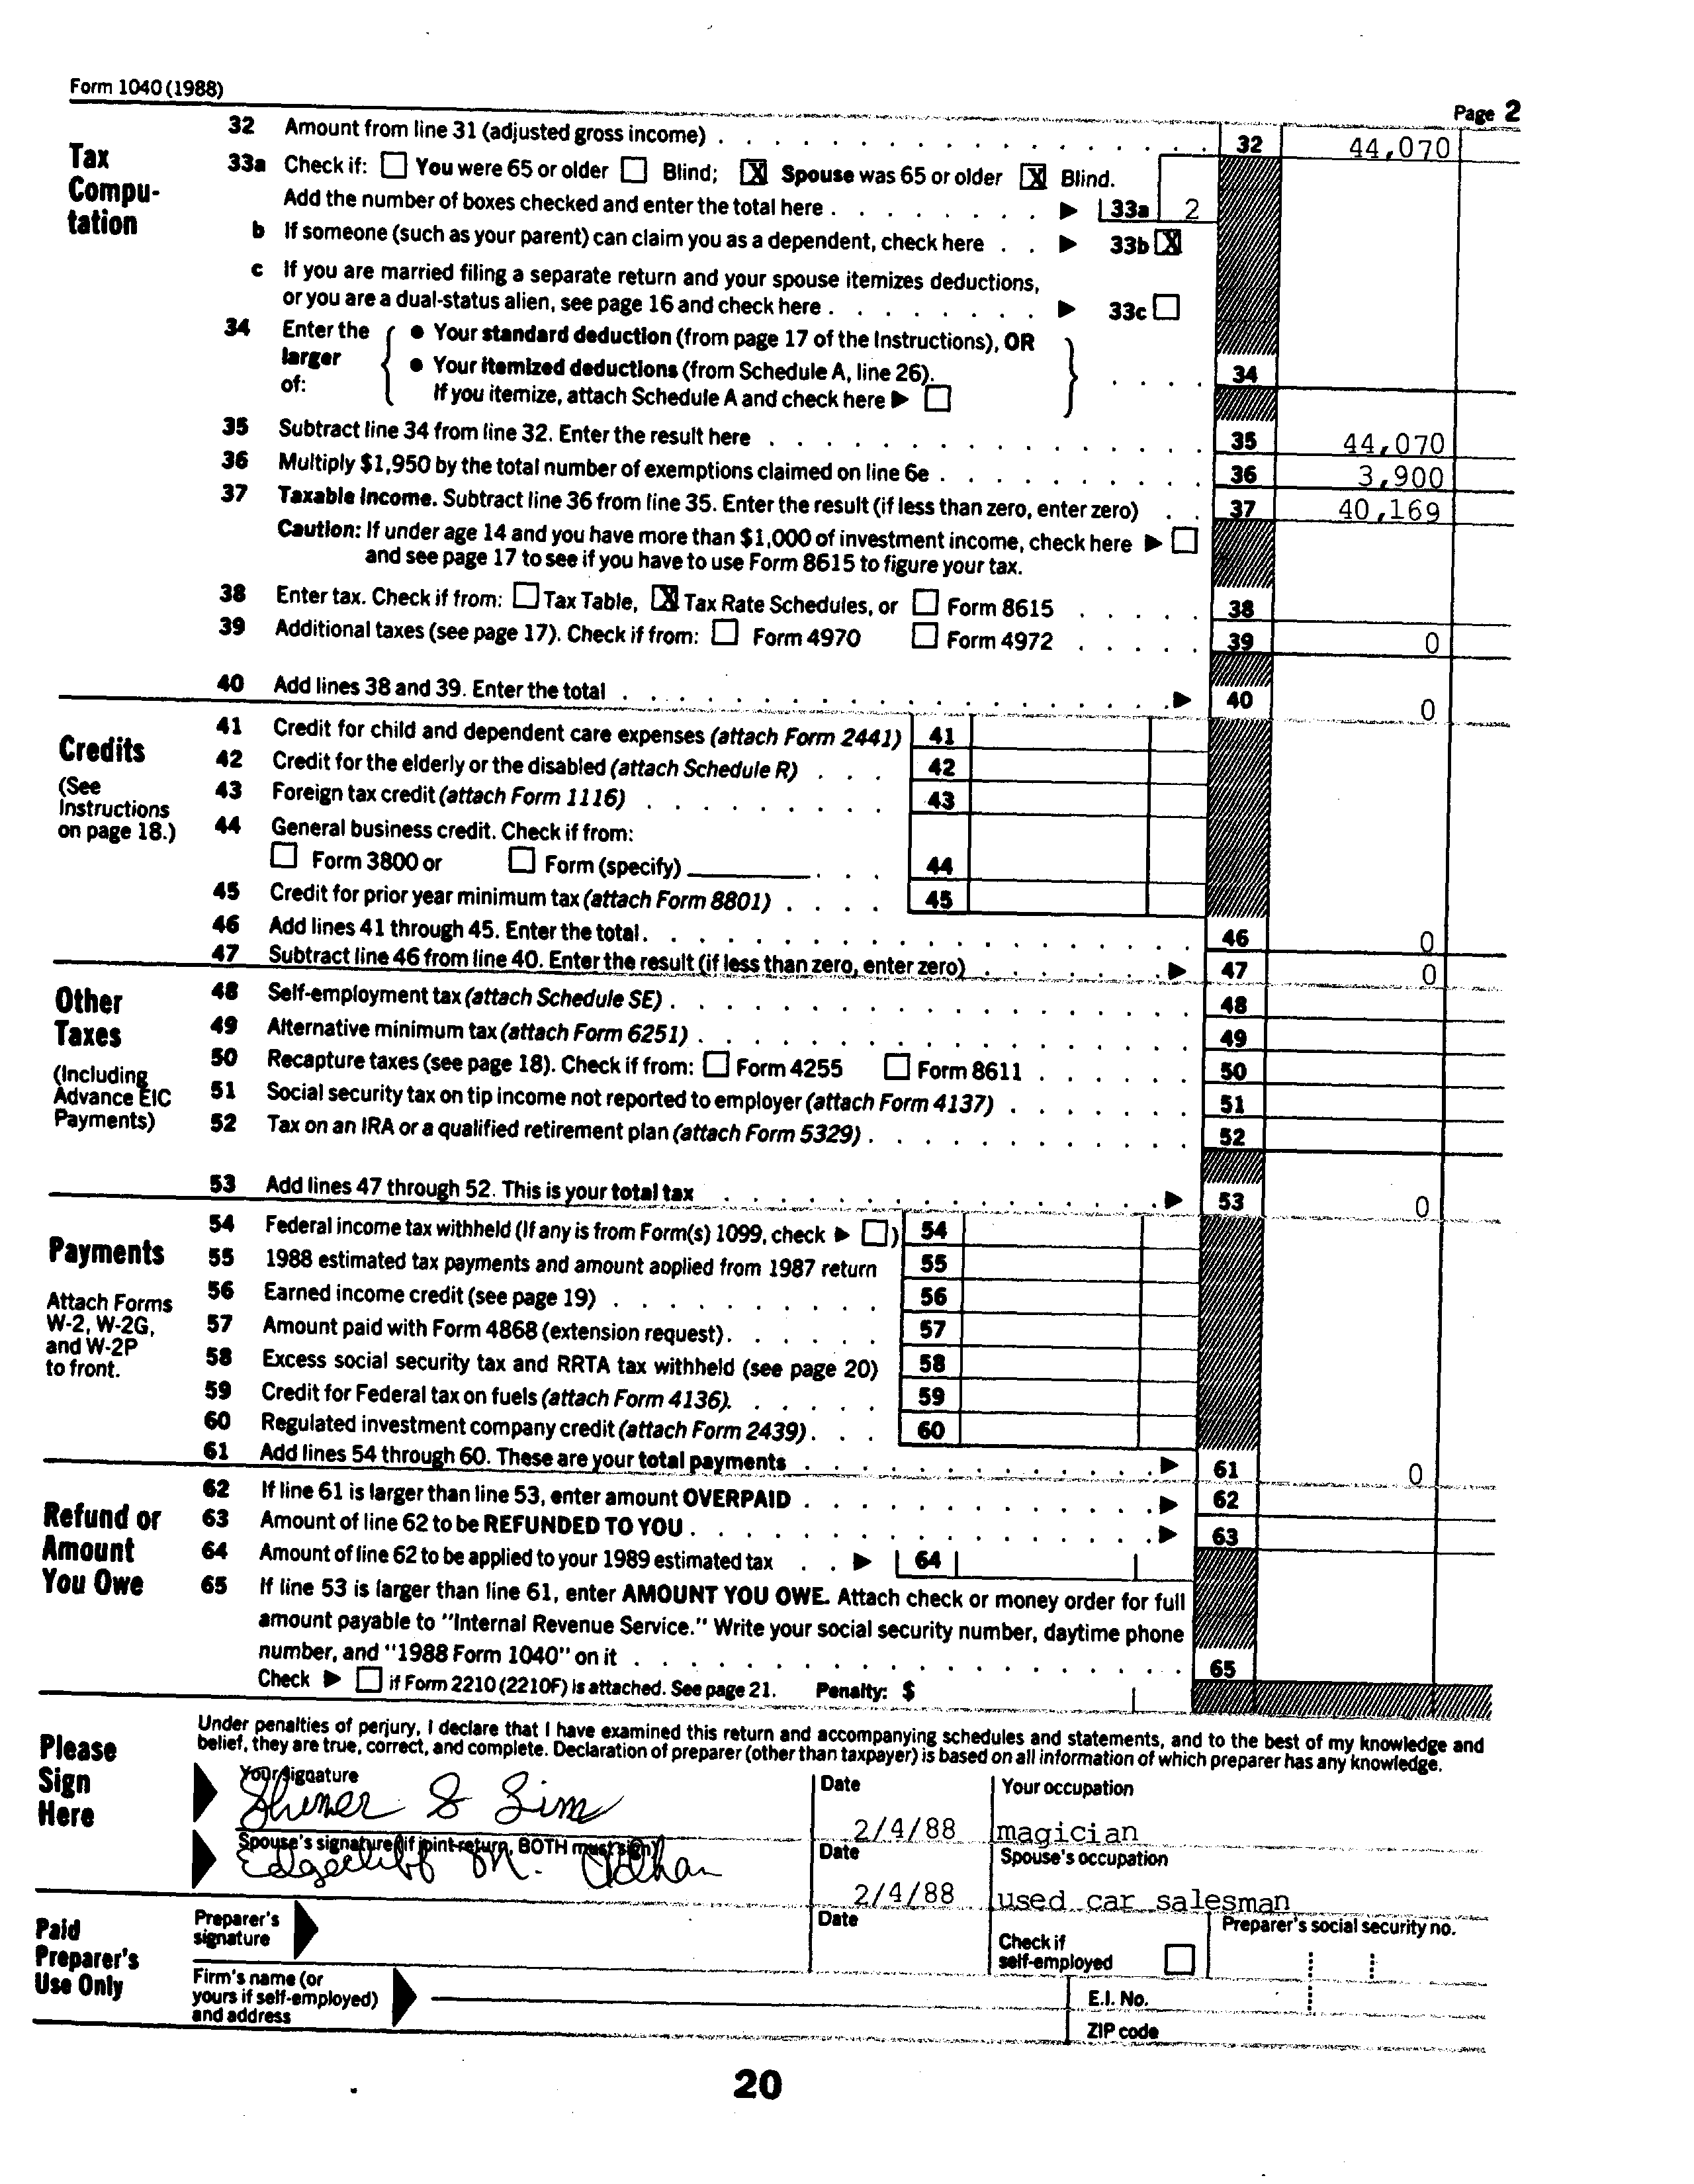 Form 1040 (1988)
Page 2
Tax
Compu-
tation
32 Amount from line 31 (adjusted gross income) . . . 32 44,070
33a Check if: ☐ You were 65 or older ☐ Blind; ☒ Spouse was 65 or older ☒ Blind.
Add the number of boxes checked and enter the total here . . . ▶ 33a 2
b If someone (such as your parent) can claim you as a dependent, check here . . ▶ 33b ☒
c If you are married filing a separate return and your spouse itemizes deductions,
or you are a dual-status alien, see page 16 and check here . . . ▶ 33c ☐
34 Enter the larger of: { ● Your standard deduction (from page 17 of the Instructions), OR
● Your itemized deductions (from Schedule A, line 26).
If you itemize, attach Schedule A and check here ▶ ☐ } . . . . 34
35 Subtract line 34 from line 32. Enter the result here . . . 35 44,070
36 Multiply $1,950 by the total number of exemptions claimed on line 6e . . . 36 3,900
37 Taxable income. Subtract line 36 from line 35. Enter the result (if less than zero, enter zero) . . 37 40,169
Caution: If under age 14 and you have more than $1,000 of investment income, check here ▶ ☐
and see page 17 to see if you have to use Form 8615 to figure your tax.
38 Enter tax. Check if from: ☐ Tax Table, ☒ Tax Rate Schedules, or ☐ Form 8615 . . . 38
39 Additional taxes (see page 17). Check if from: ☐ Form 4970 ☐ Form 4972 . . . 39 0
40 Add lines 38 and 39. Enter the total . . . ▶ 40 0
Credits
(See
Instructions
on page 18.)
41 Credit for child and dependent care expenses (attach Form 2441) 41
42 Credit for the elderly or the disabled (attach Schedule R) . . . 42
43 Foreign tax credit (attach Form 1116) . . . 43
44 General business credit. Check if from:
☐ Form 3800 or ☐ Form (specify) . . . 44
45 Credit for prior year minimum tax (attach Form 8801) . . . . 45
46 Add lines 41 through 45. Enter the total . . . 46 0
47 Subtract line 46 from line 40. Enter the result (if less than zero, enter zero) . . . ▶ 47 0
Other
Taxes
(Including
Advance EIC
Payments)
48 Self-employment tax (attach Schedule SE) . . . 48
49 Alternative minimum tax (attach Form 6251) . . . 49
50 Recapture taxes (see page 18). Check if from: ☐ Form 4255 ☐ Form 8611 . . . 50
51 Social security tax on tip income not reported to employer (attach Form 4137) . . . 51
52 Tax on an IRA or a qualified retirement plan (attach Form 5329) . . . 52
53 Add lines 47 through 52. This is your total tax . . . ▶ 53 0
Payments
Attach Forms
W-2, W-2G,
and W-2P
to front.
54 Federal income tax withheld (If any is from Form(s) 1099, check ▶ ☐) 54
55 1988 estimated tax payments and amount applied from 1987 return 55
56 Earned income credit (see page 19) . . . 56
57 Amount paid with Form 4868 (extension request) . . . 57
58 Excess social security tax and RRTA tax withheld (see page 20) 58
59 Credit for Federal tax on fuels (attach Form 4136) . . . 59
60 Regulated investment company credit (attach Form 2439) . . . 60
61 Add lines 54 through 60. These are your total payments . . . ▶ 61 0
Refund or
Amount
You Owe
62 If line 61 is larger than line 53, enter amount OVERPAID . . . ▶ 62
63 Amount of line 62 to be REFUNDED TO YOU . . . ▶ 63
64 Amount of line 62 to be applied to your 1989 estimated tax . . ▶ 64
65 If line 53 is larger than line 61, enter AMOUNT YOU OWE. Attach check or money order for full
amount payable to "Internal Revenue Service." Write your social security number, daytime phone
number, and "1988 Form 1040" on it . . . 65
Check ▶ ☐ if Form 2210 (2210F) is attached. See page 21. Penalty: $
Please
Sign
Here
Under penalties of perjury, I declare that I have examined this return and accompanying schedules and statements, and to the best of my knowledge and
belief, they are true, correct, and complete. Declaration of preparer (other than taxpayer) is based on all information of which preparer has any knowledge.
Your signature Date Your occupation
2/4/88 magician
Spouse's signature (if joint return, BOTH must sign) Date Spouse's occupation
2/4/88 used car salesman
Paid
Preparer's
Use Only
Preparer's
signature
Date
Check if
self-employed ☐
Preparer's social security no.
Firm's name (or
yours if self-employed)
and address
E.I. No.
ZIP code
20